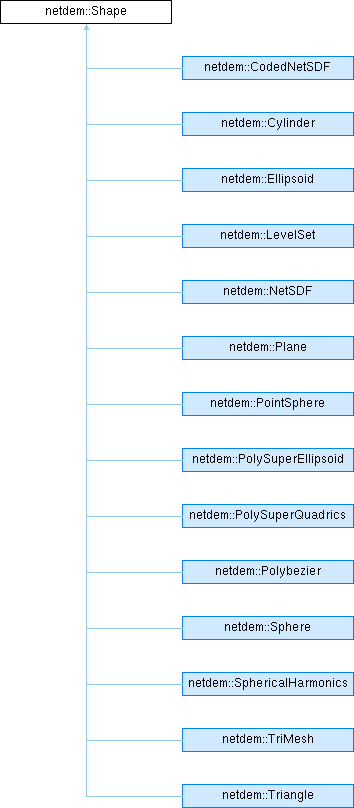 netdem::Shape
netdem::CodedNetSDF
netdem::Cylinder
netdem::Ellipsoid
netdem::LevelSet
netdem::NetSDF
netdem::Plane
netdem::PointSphere
netdem::PolySuperEllipsoid
netdem::PolySuperQuadrics
netdem::Polybezier
netdem::Sphere
netdem::SphericalHarmonics
netdem::TriMesh
netdem::Triangle